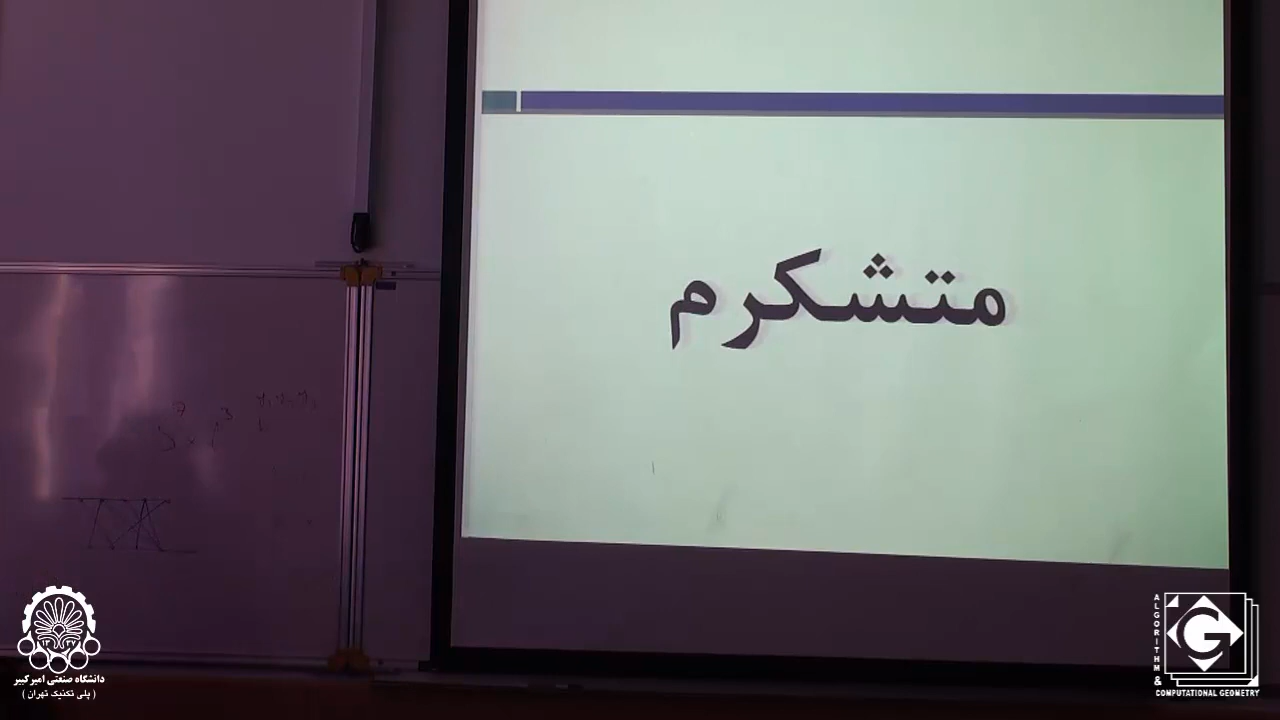 متشکرم
دانشگاه صنعتی امیرکبیر
( پلی تکنیک تهران )
ALGORITHM &
COMPUTATIONAL GEOMETRY
G